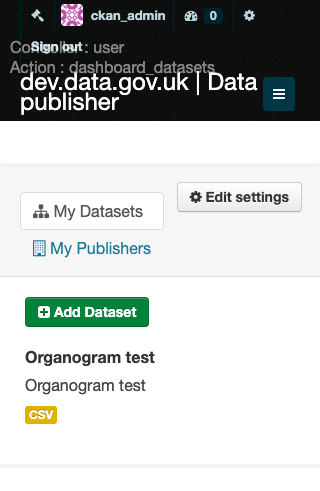 ckan_admin 0
Controller : user
Sign out
Action : dashboard_datasets
dev.data.gov.uk | Data
publisher
My Datasets
Edit settings
My Publishers
Add Dataset
Organogram test
Organogram test
CSV